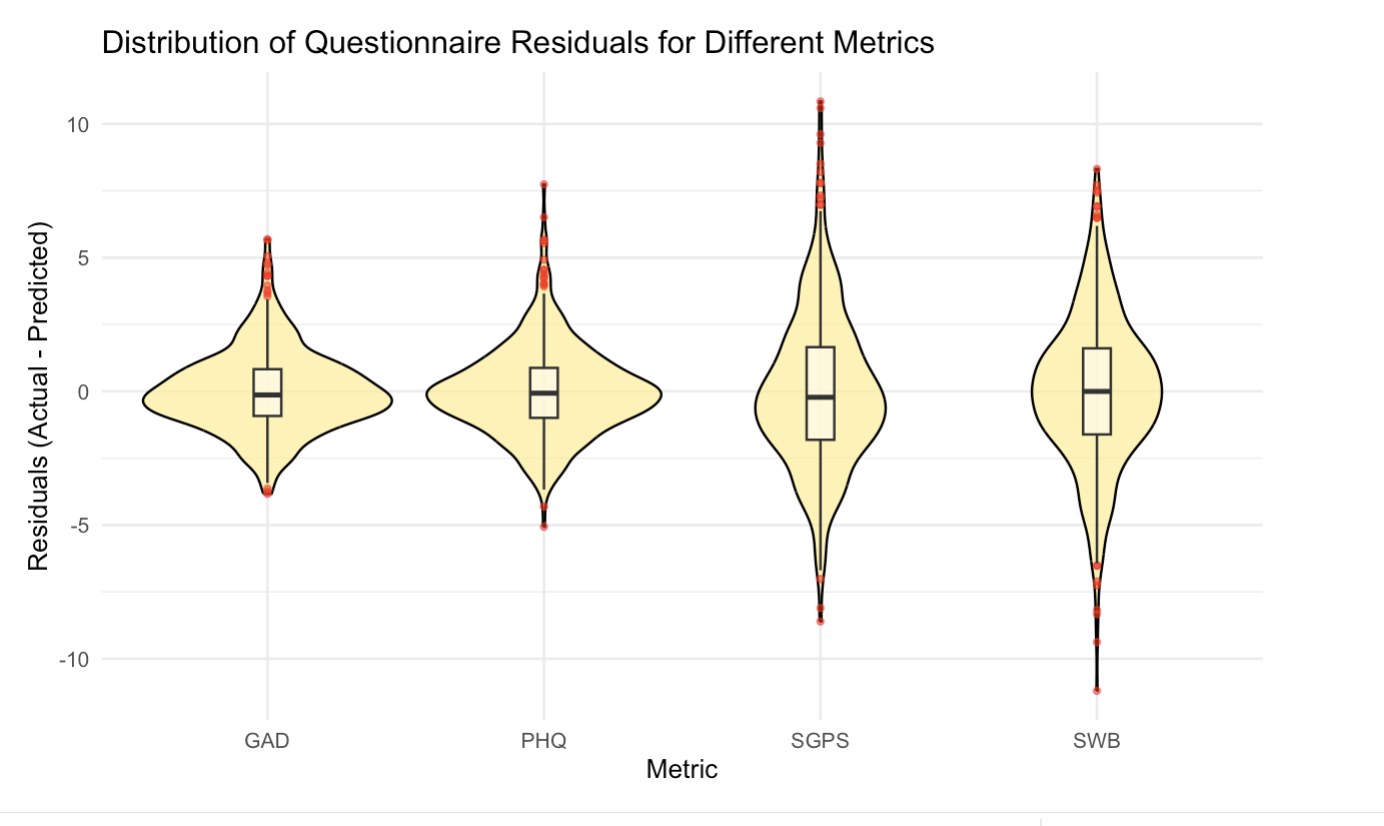 Distribution of Questionnaire Residuals for Different Metrics
Residuals (Actual - Predicted)
10
5
0
-5
-10
GAD PHQ SGPS SWB
Metric